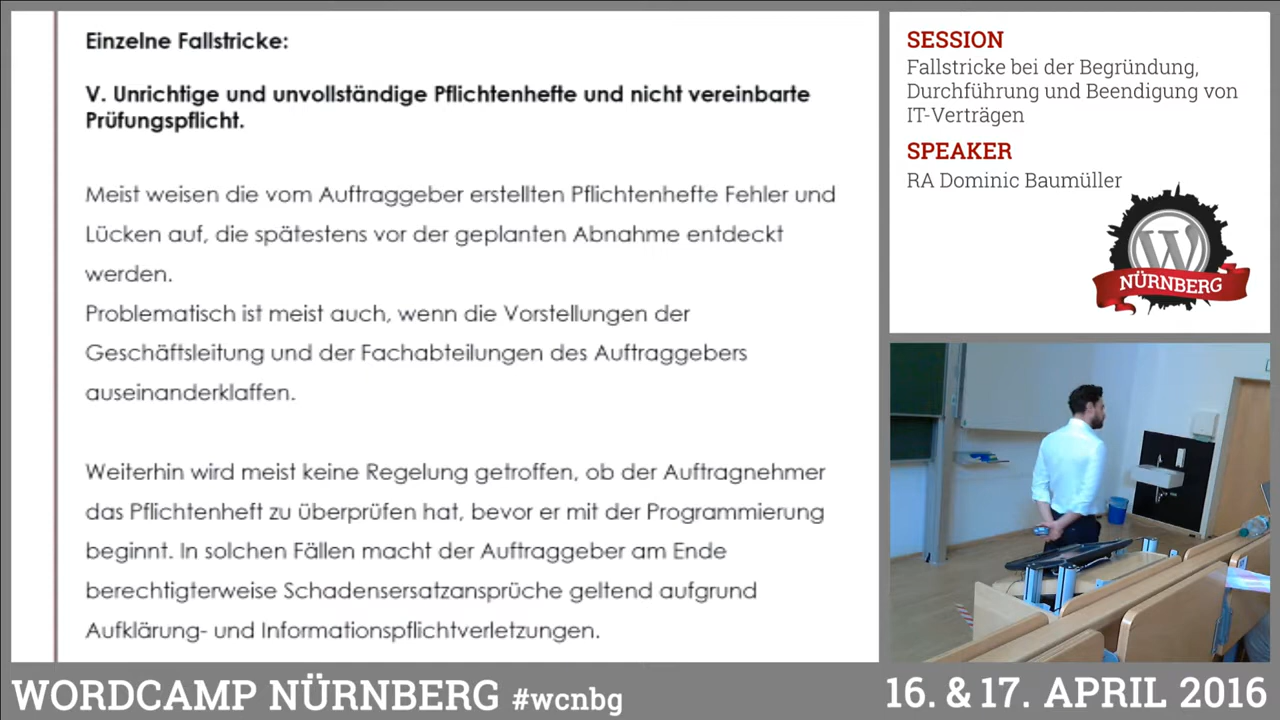 Einzelne Fallstricke:
V. Unrichtige und unvollständige Pflichtenhefte und nicht vereinbarte
Prüfungspflicht.
Meist weisen die vom Auftraggeber erstellten Pflichtenhefte Fehler und
Lücken auf, die spätestens vor der geplanten Abnahme entdeckt
werden.
Problematisch ist meist auch, wenn die Vorstellungen der
Geschäftsleitung und der Fachabteilungen des Auftraggebers
auseinanderklaffen.
Weiterhin wird meist keine Regelung getroffen, ob der Auftragnehmer
das Pflichtenheft zu überprüfen hat, bevor er mit der Programmierung
beginnt. In solchen Fällen macht der Auftraggeber am Ende
berechtigterweise Schadensersatzansprüche geltend aufgrund
Aufklärung- und Informationspflichtverletzungen.
SESSION
Fallstricke bei der Begründung,
Durchführung und Beendigung von
IT-Verträgen
SPEAKER
RA Dominic Baumüller
W
NÜRNBERG
WORDCAMP NÜRNBERG #wcnbg
16. & 17. APRIL 2016